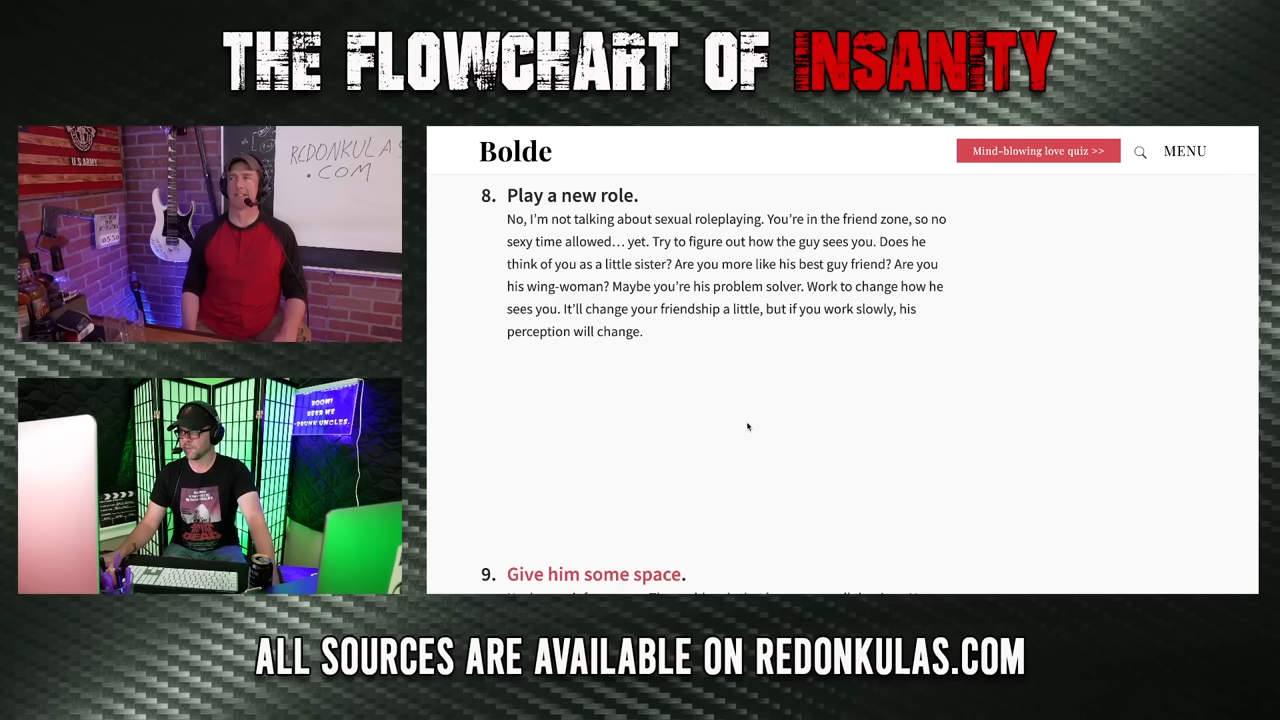 THE FLOWCHART OF INSANITY
U.S. ARMY
REDONKULAS
.COM
0530
BOOM!
BEER ME
-DRUNK UNCLES.
DEAD
Bolde
Mind-blowing love quiz >>
MENU
8. Play a new role.
No, I’m not talking about sexual roleplaying. You’re in the friend zone, so no
sexy time allowed… yet. Try to figure out how the guy sees you. Does he
think of you as a little sister? Are you more like his best guy friend? Are you
his wing-woman? Maybe you’re his problem solver. Work to change how he
sees you. It’ll change your friendship a little, but if you work slowly, his
perception will change.
9. Give him some space.
ALL SOURCES ARE AVAILABLE ON REDONKULAS.COM